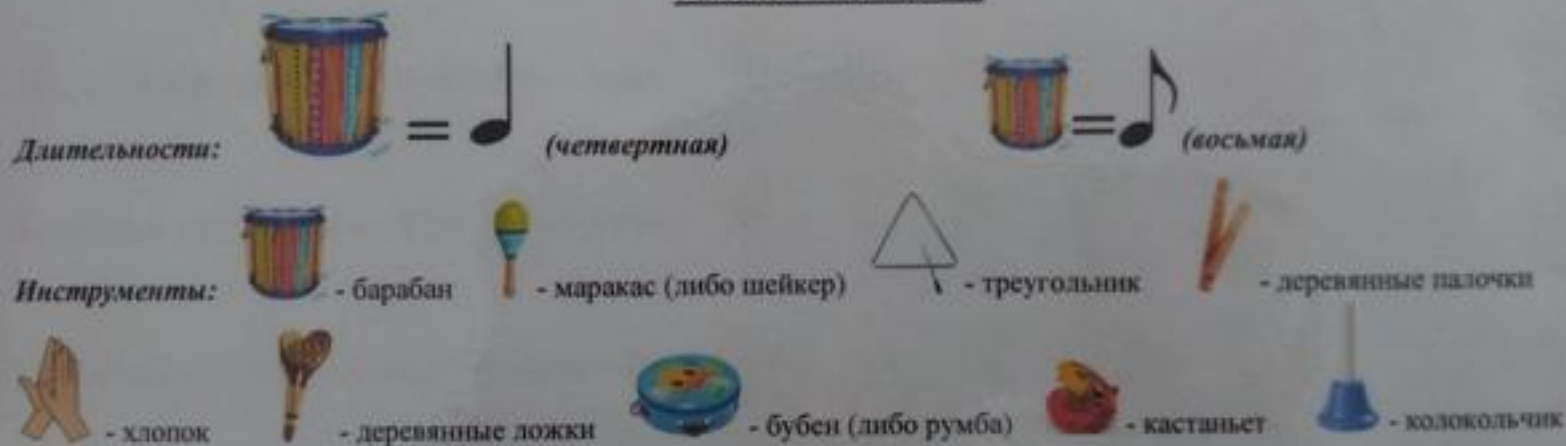 Длительности: = (четвертная) = (восьмая)
Инструменты: - барабан - маракас (либо шейкер) - треугольник - деревянные палочки
- хлопок - деревянные ложки - бубен (либо румба) - кастаньет - колокольчик